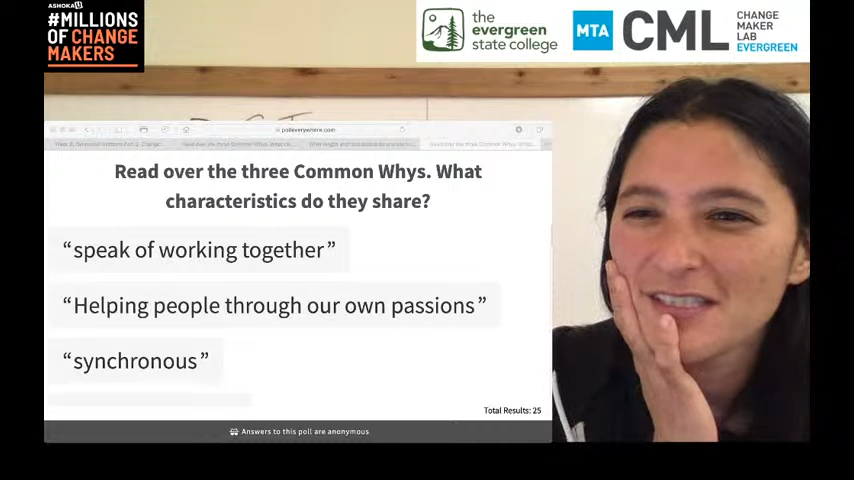 ASHOKA U
#MILLIONS
OF CHANGE
MAKERS
the
evergreen
state college
MTA
CML
CHANGE
MAKER
LAB
EVERGREEN
polleverywhere.com
Read over the three Common Whys. What
characteristics do they share?
“speak of working together”
“Helping people through our own passions”
“synchronous”
Total Results: 25
Answers to this poll are anonymous